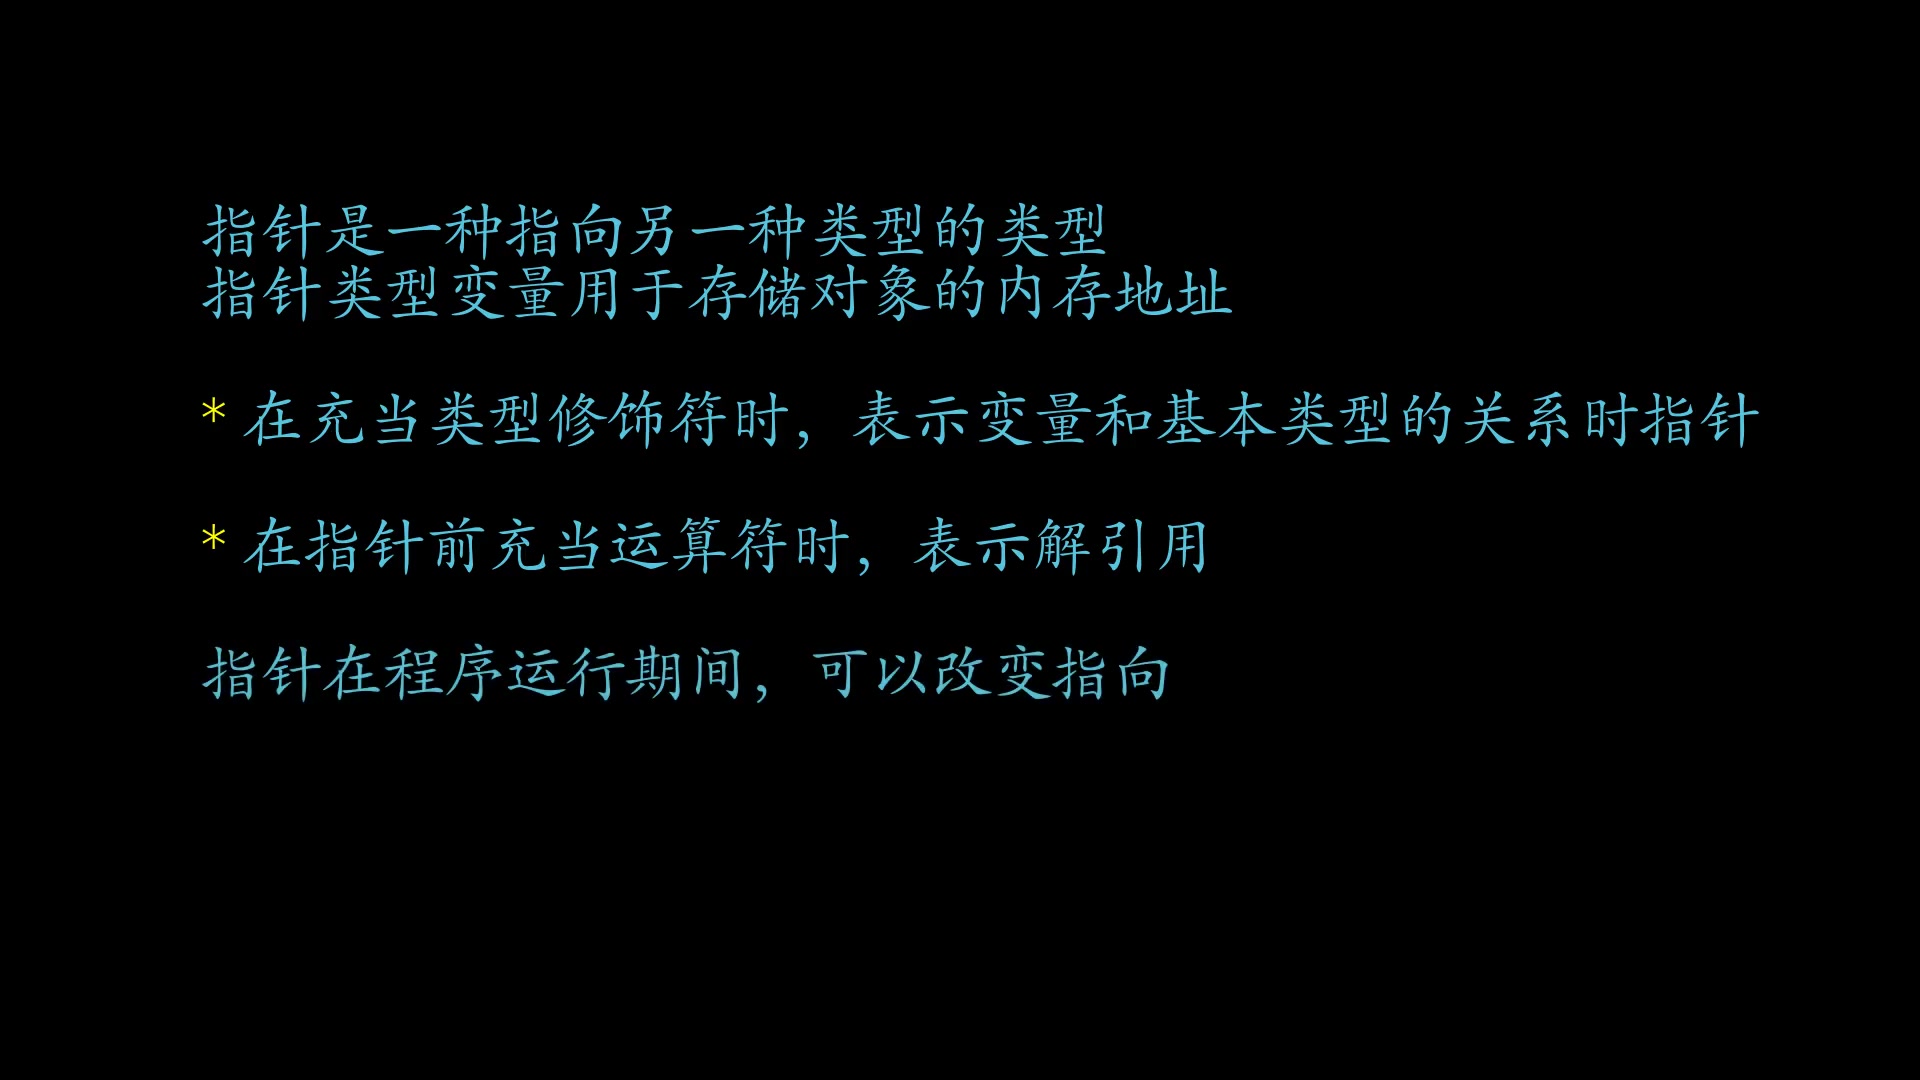 指针是一种指向另一种类型的类型
指针类型变量用于存储对象的内存地址
* 在充当类型修饰符时，表示变量和基本类型的关系时指针
* 在指针前充当运算符时，表示解引用
指针在程序运行期间，可以改变指向